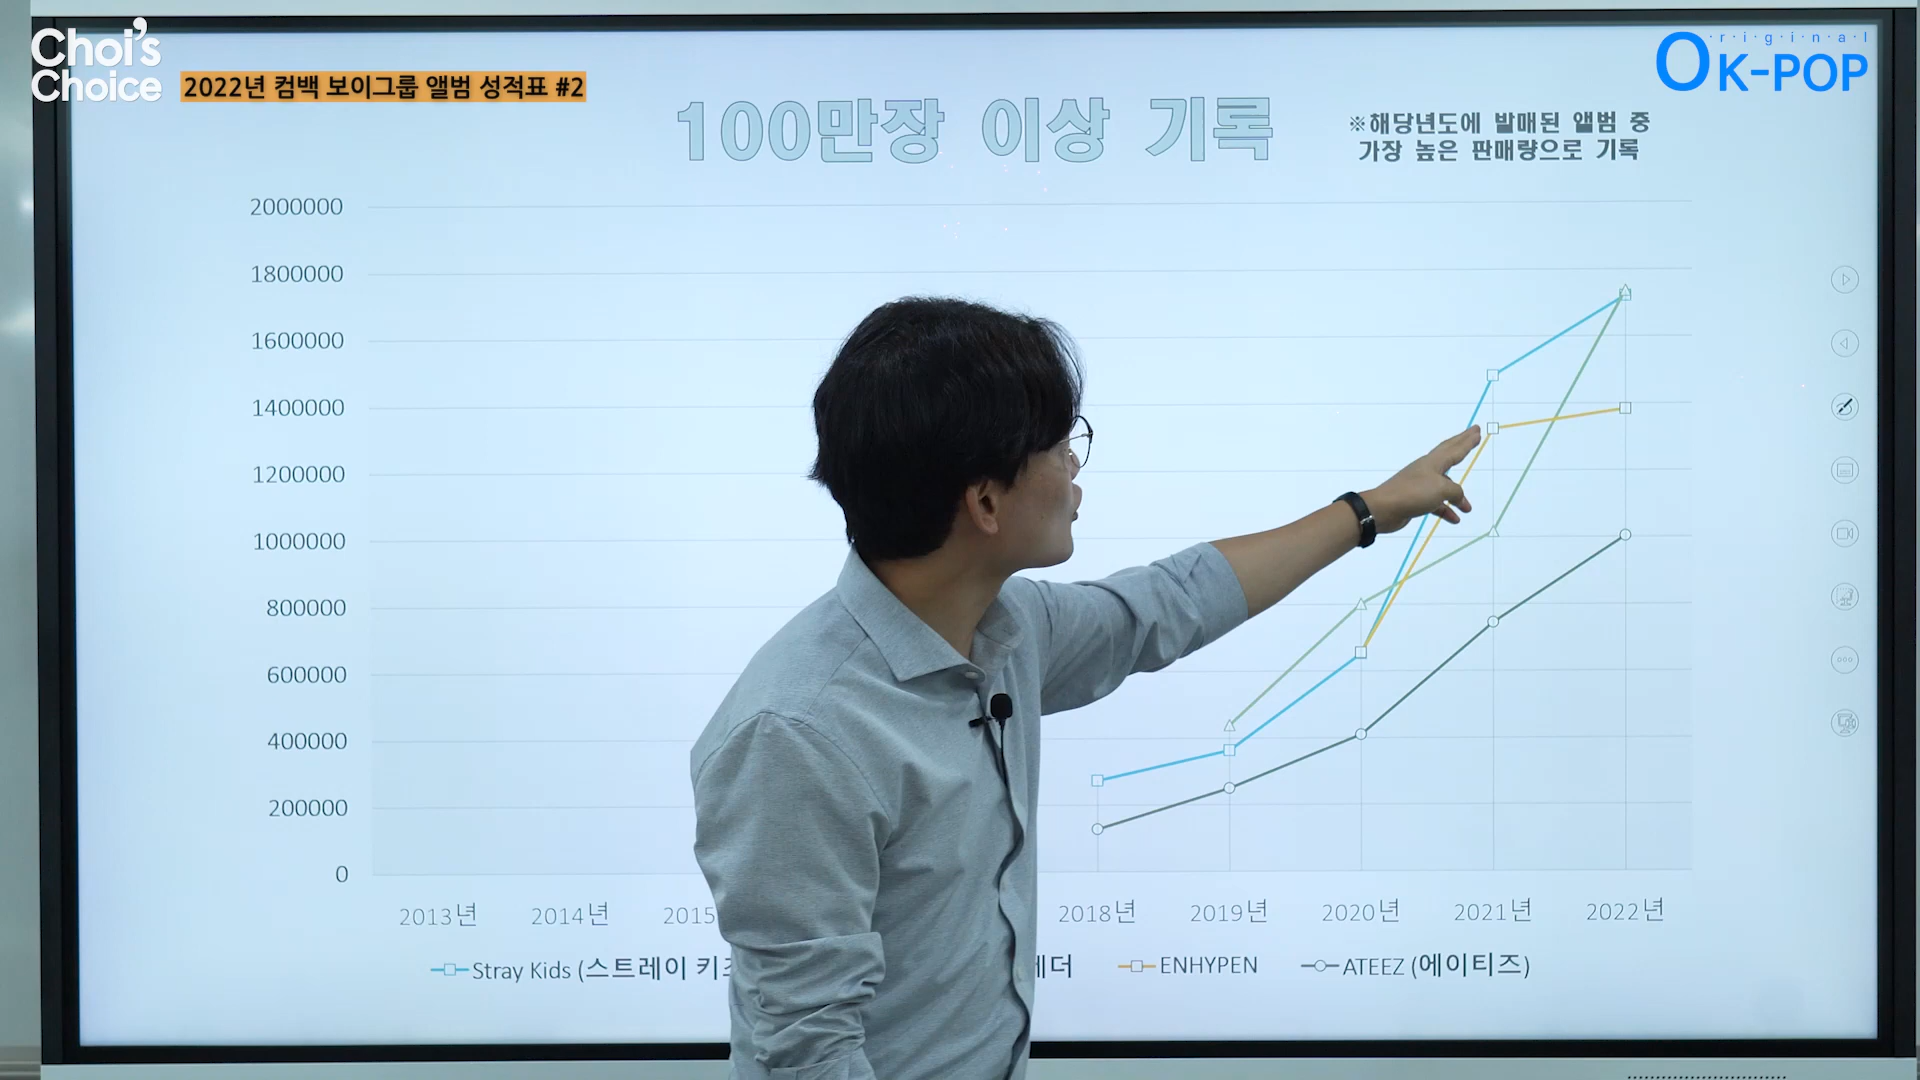 Choi's
Choice
2022년 컴백 보이그룹 앨범 성적표 #2
original
OK-POP
100만장 이상 기록
※해당년도에 발매된 앨범 중
가장 높은 판매량으로 기록
2000000
1800000
1600000
1400000
1200000
1000000
800000
600000
400000
200000
0
2013년 2014년 2015 2018년 2019년 2020년 2021년 2022년
Stray Kids (스트레이 키 더 ENHYPEN ATEEZ (에이티즈)